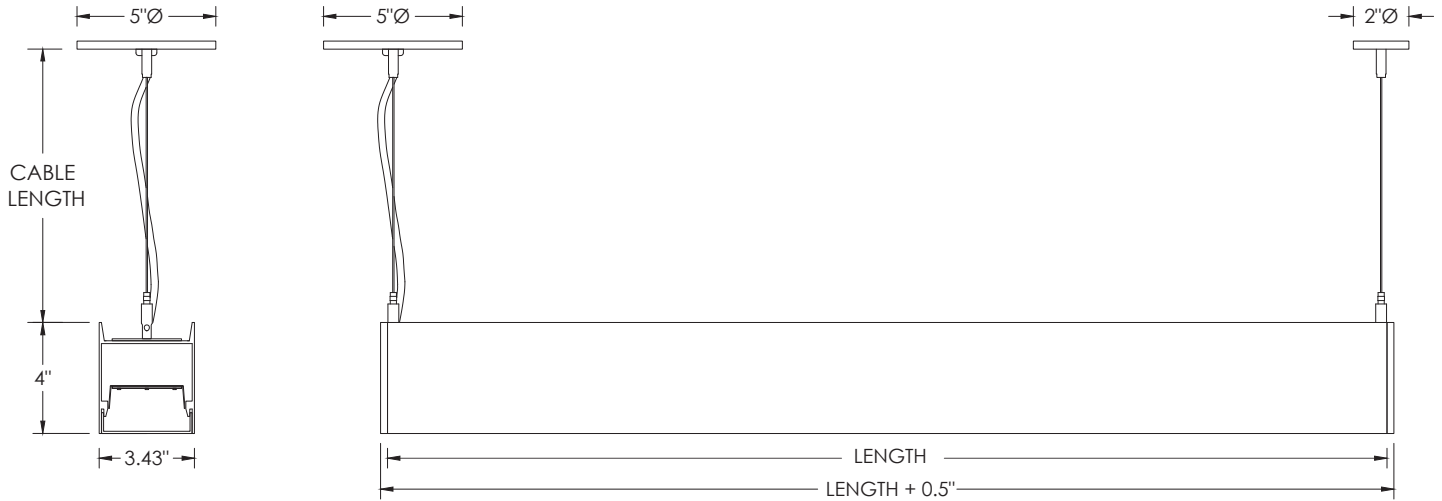 5"Ø
5"Ø
2"Ø
CABLE
LENGTH
4"
3.43"
LENGTH
LENGTH + 0.5"